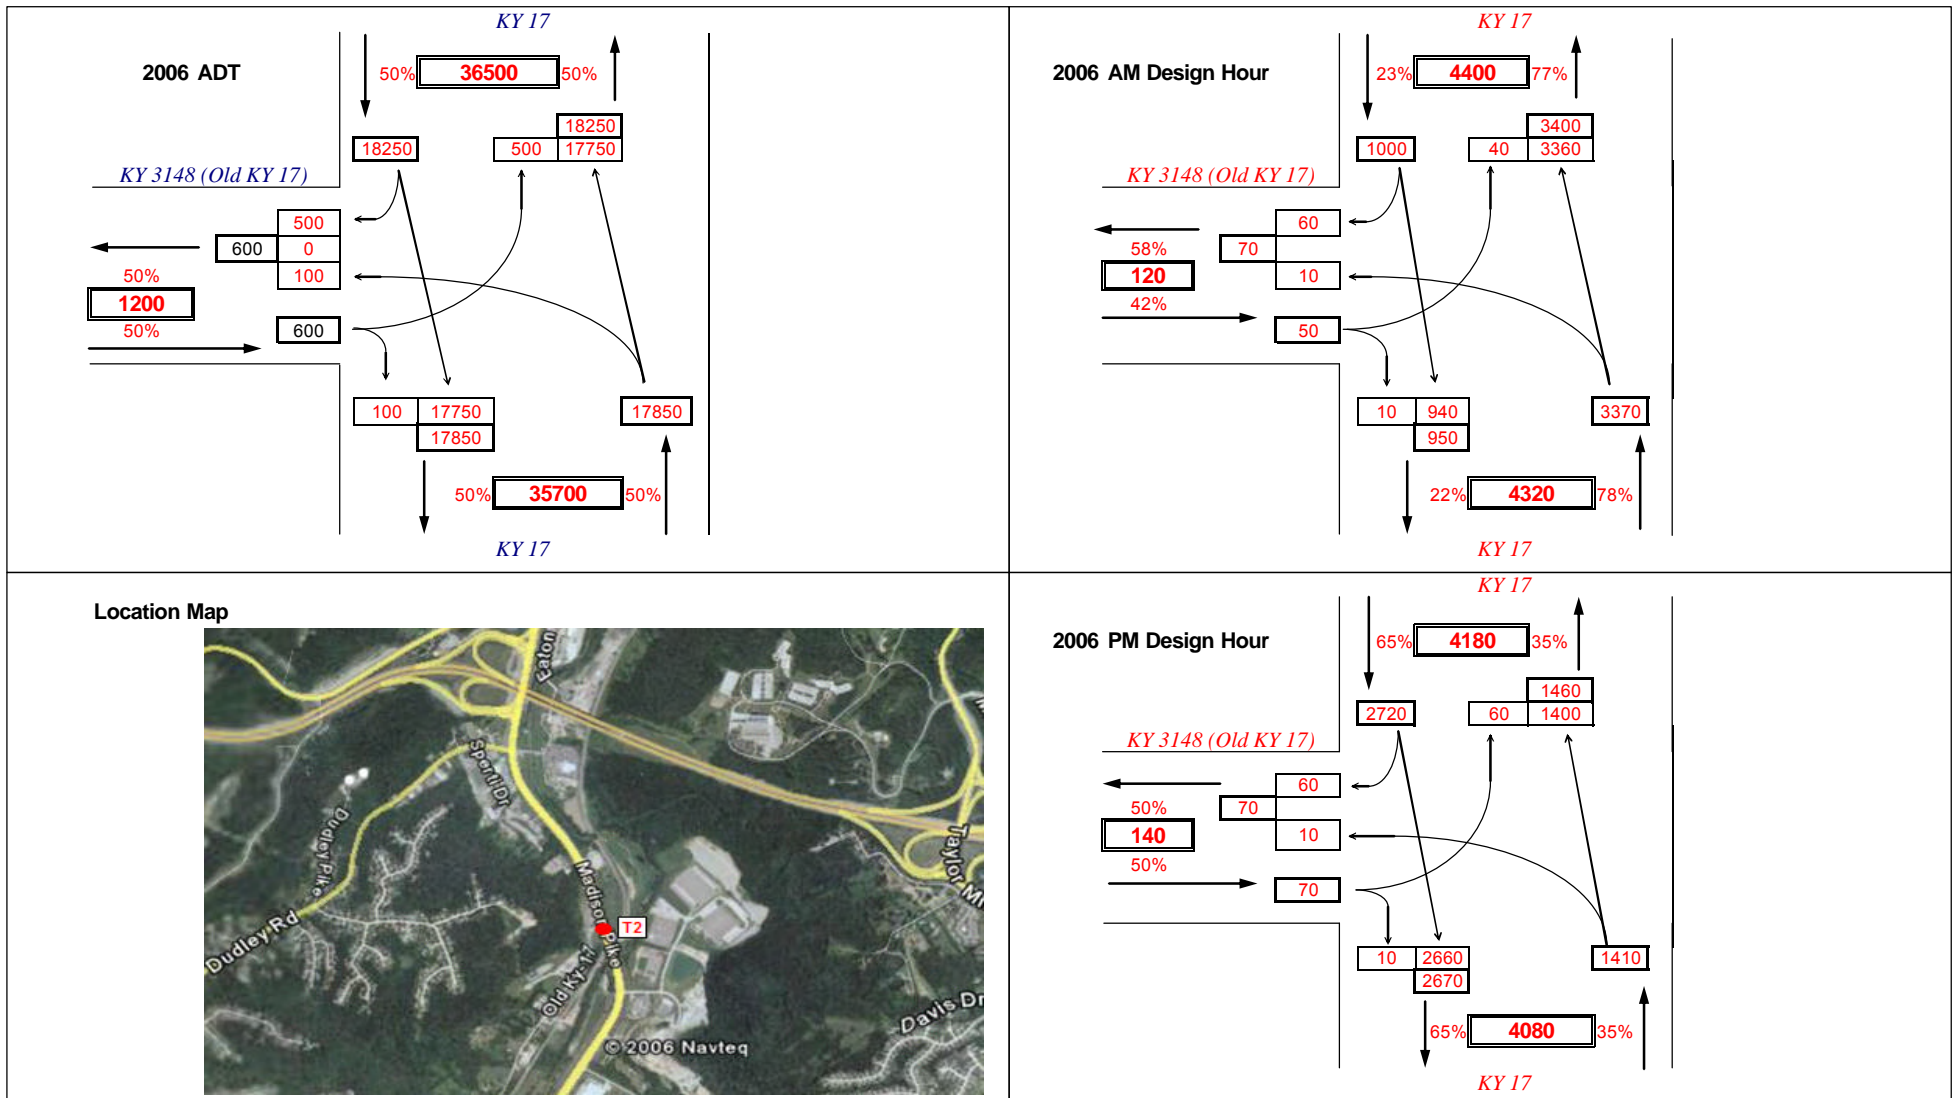 KY 17
2006 ADT
50% 36500 50%
18250
18250 500 17750
KY 3148 (Old KY 17)
500
600 0
50% 100
1200
50% 600
100 17750 17850
17850
50% 35700 50%
KY 17
KY 17
2006 AM Design Hour
23% 4400 77%
3400
1000 40 3360
KY 3148 (Old KY 17)
60
58% 70
120 10
42%
50
10 940 3370
950
22% 4320 78%
KY 17
Location Map
Eaton
Sperti Dr
Dudley Pike
Dudley Rd
Madison Pike
T2
Old Ky-17
Davis Dr
© 2006 Navteq
KY 17
2006 PM Design Hour
65% 4180 35%
1460
2720 60 1400
KY 3148 (Old KY 17)
60
50% 70
140 10
50%
70
10 2660 1410
2670
65% 4080 35%
KY 17